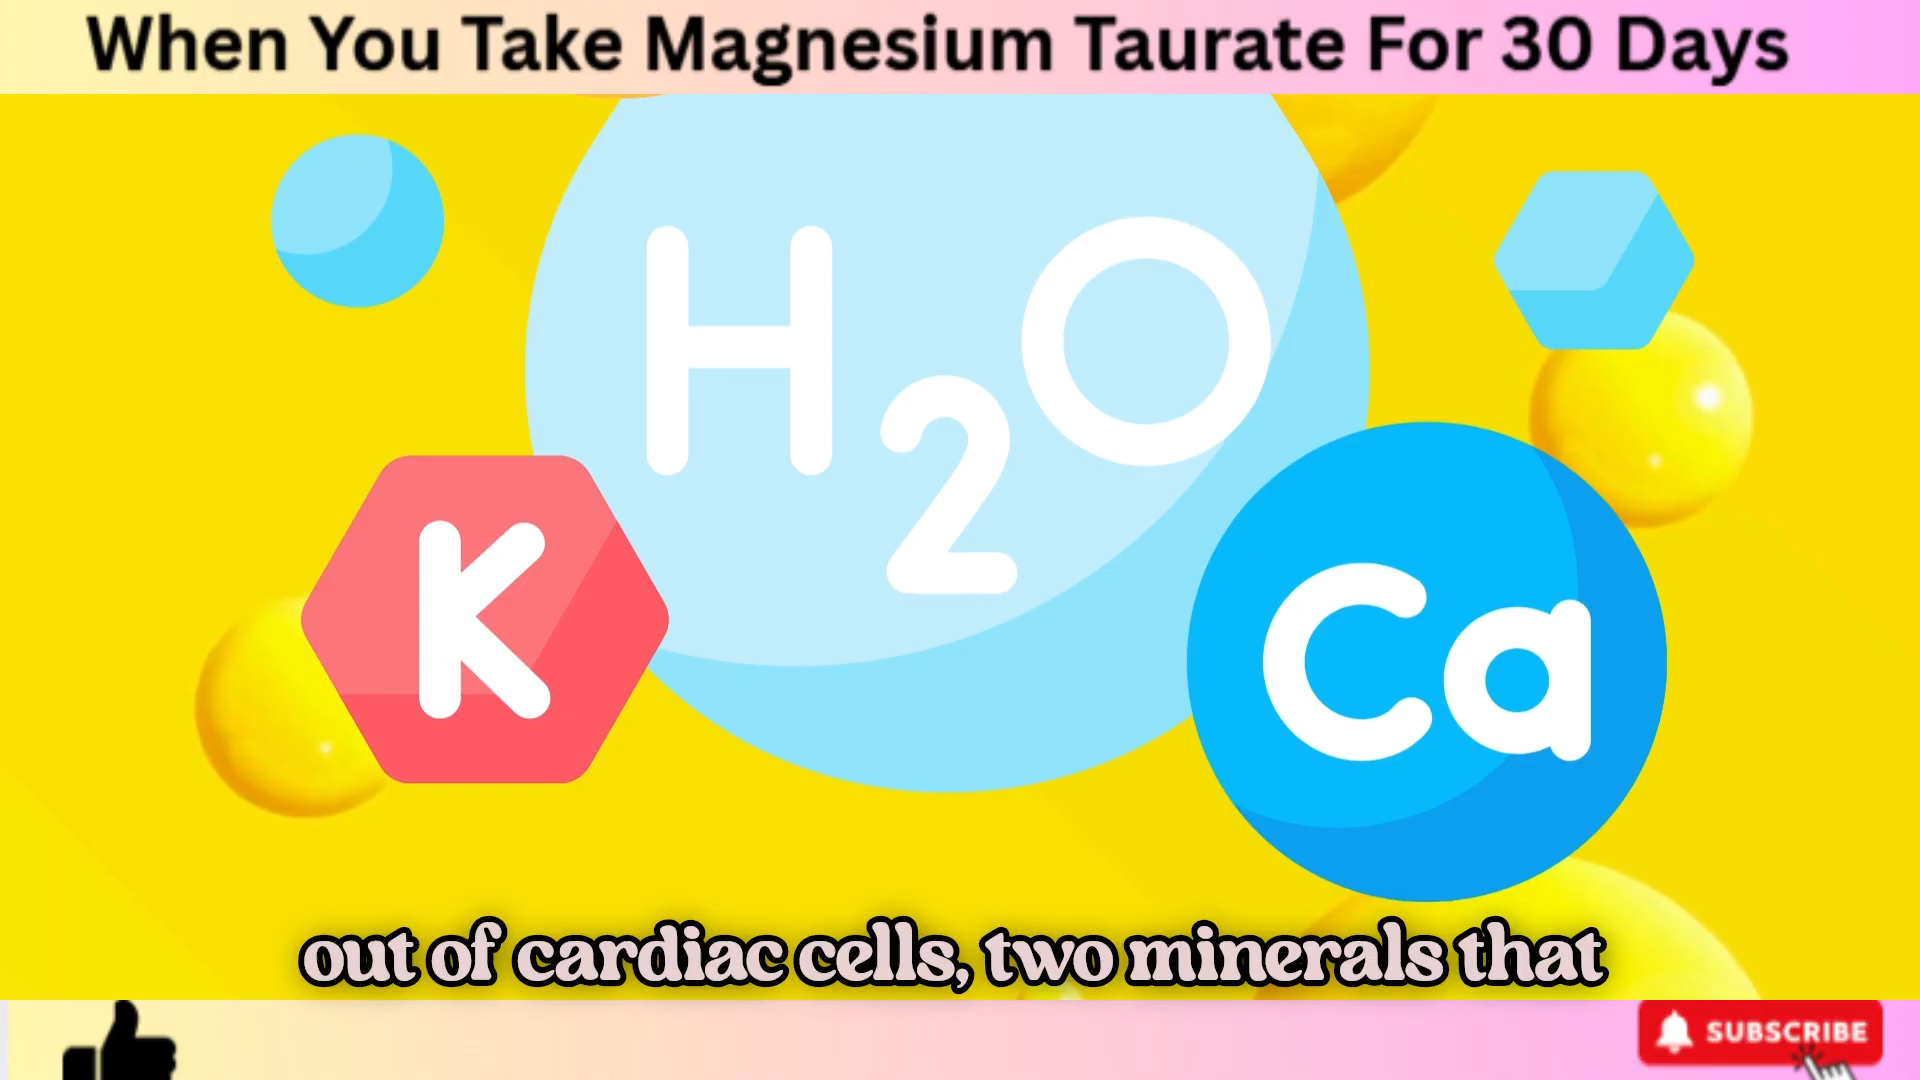 When You Take Magnesium Taurate For 30 Days
H2O
K
Ca
out of cardiac cells, two minerals that
SUBSCRIBE